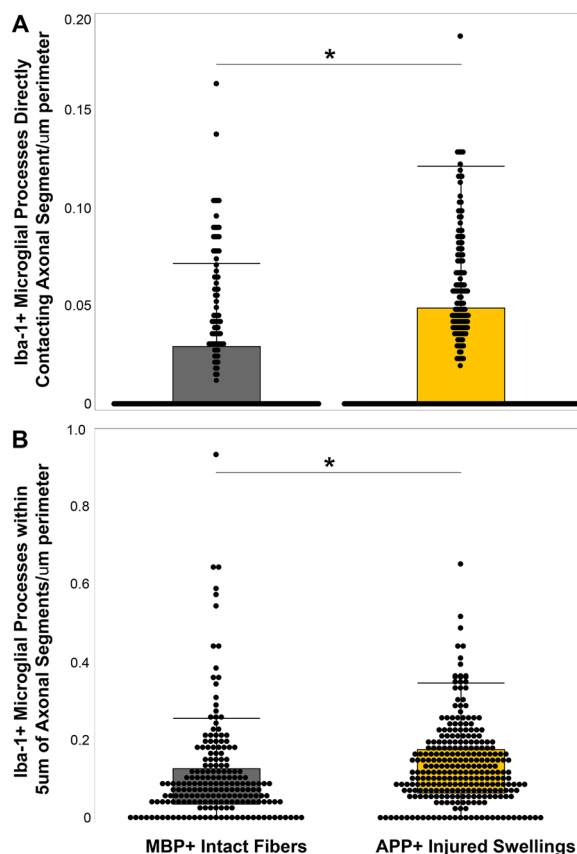 A
Iba-1+ Microglial Processes Directly
Contacting Axonal Segment/um perimeter
0.20
0.15
0.10
0.05
0
*
B
Iba-1+ Microglial Processes within
5um of Axonal Segments/um perimeter
1.0
0.8
0.6
0.4
0.2
0
*
MBP+ Intact Fibers
APP+ Injured Swellings